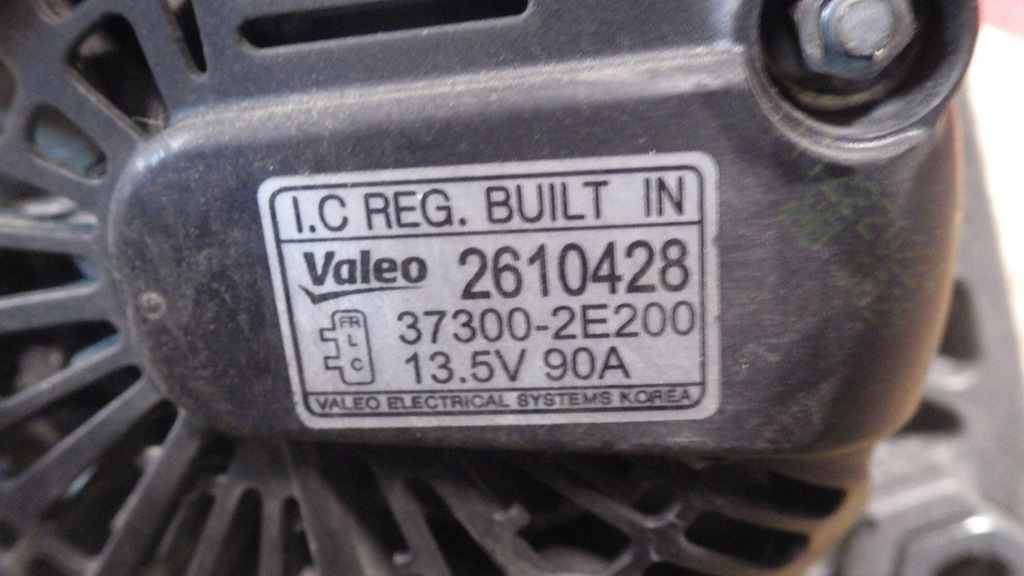 I.C REG. BUILT IN
Valeo 2610428
FR 37300-2E200
L
C 13.5V 90A
VALEO ELECTRICAL SYSTEMS KOREA